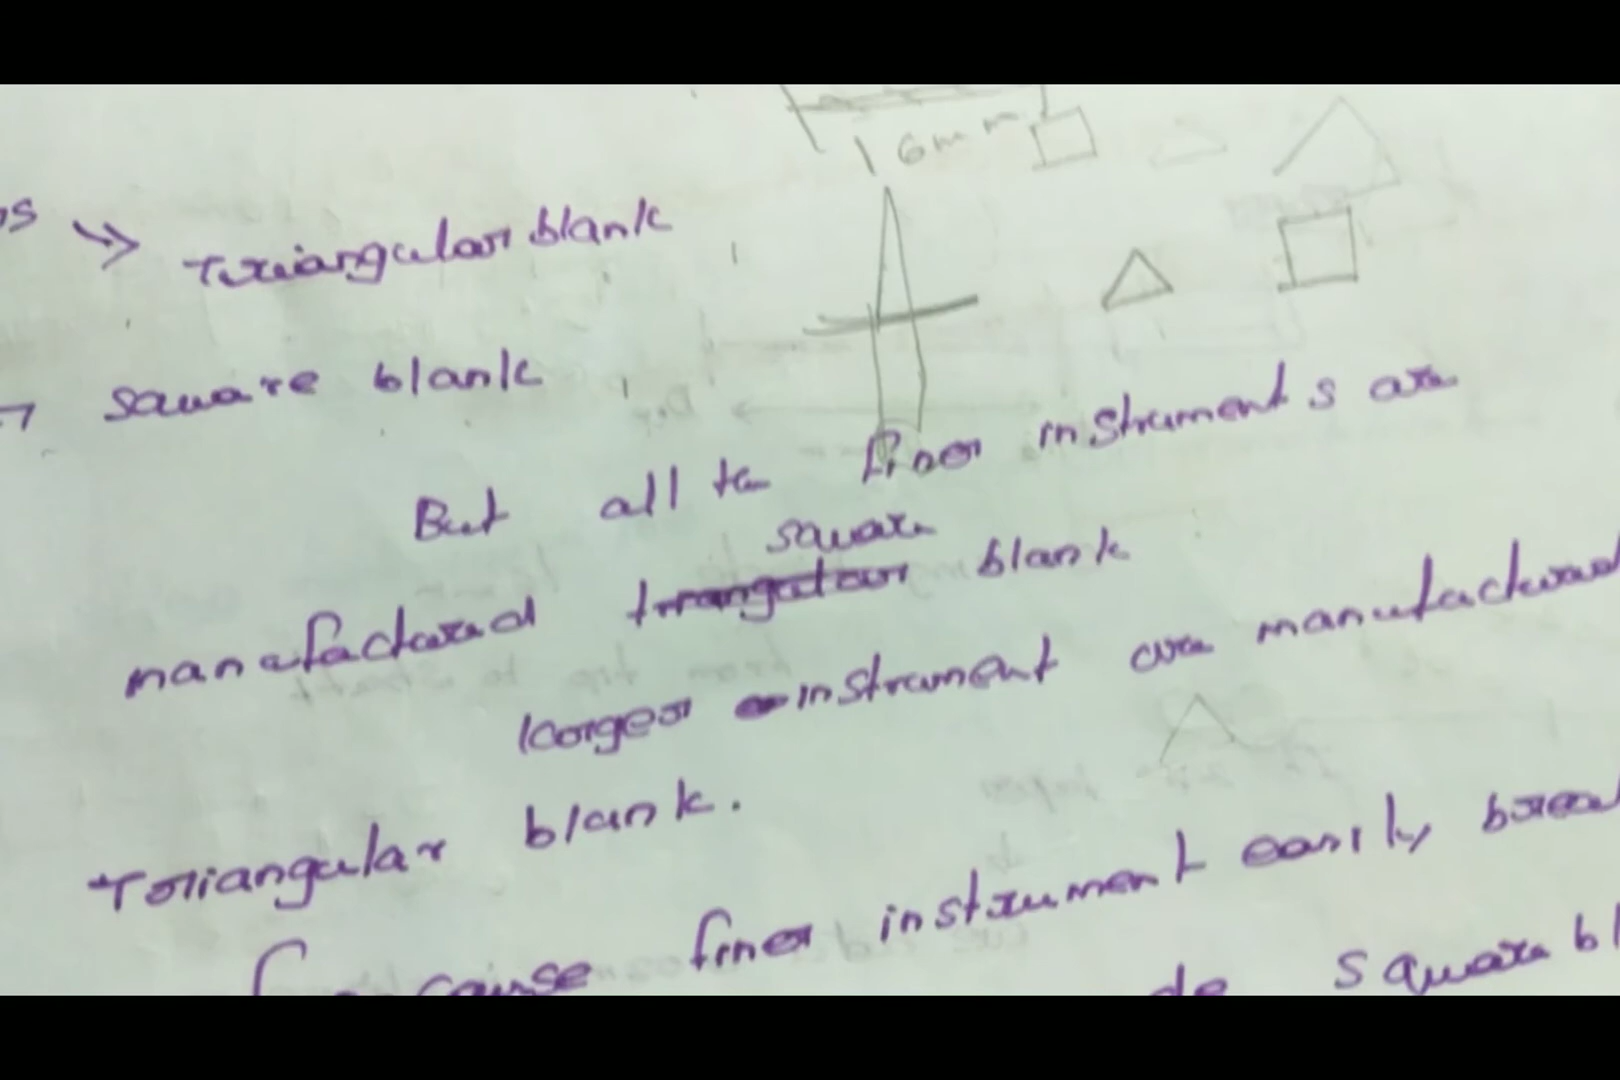 16mm
Triangular blank
square blank
But all the finer instruments are
square
manufactured triangular blank
larger instrument are manufactured
Triangular blank.
cause finer instrument easily
square